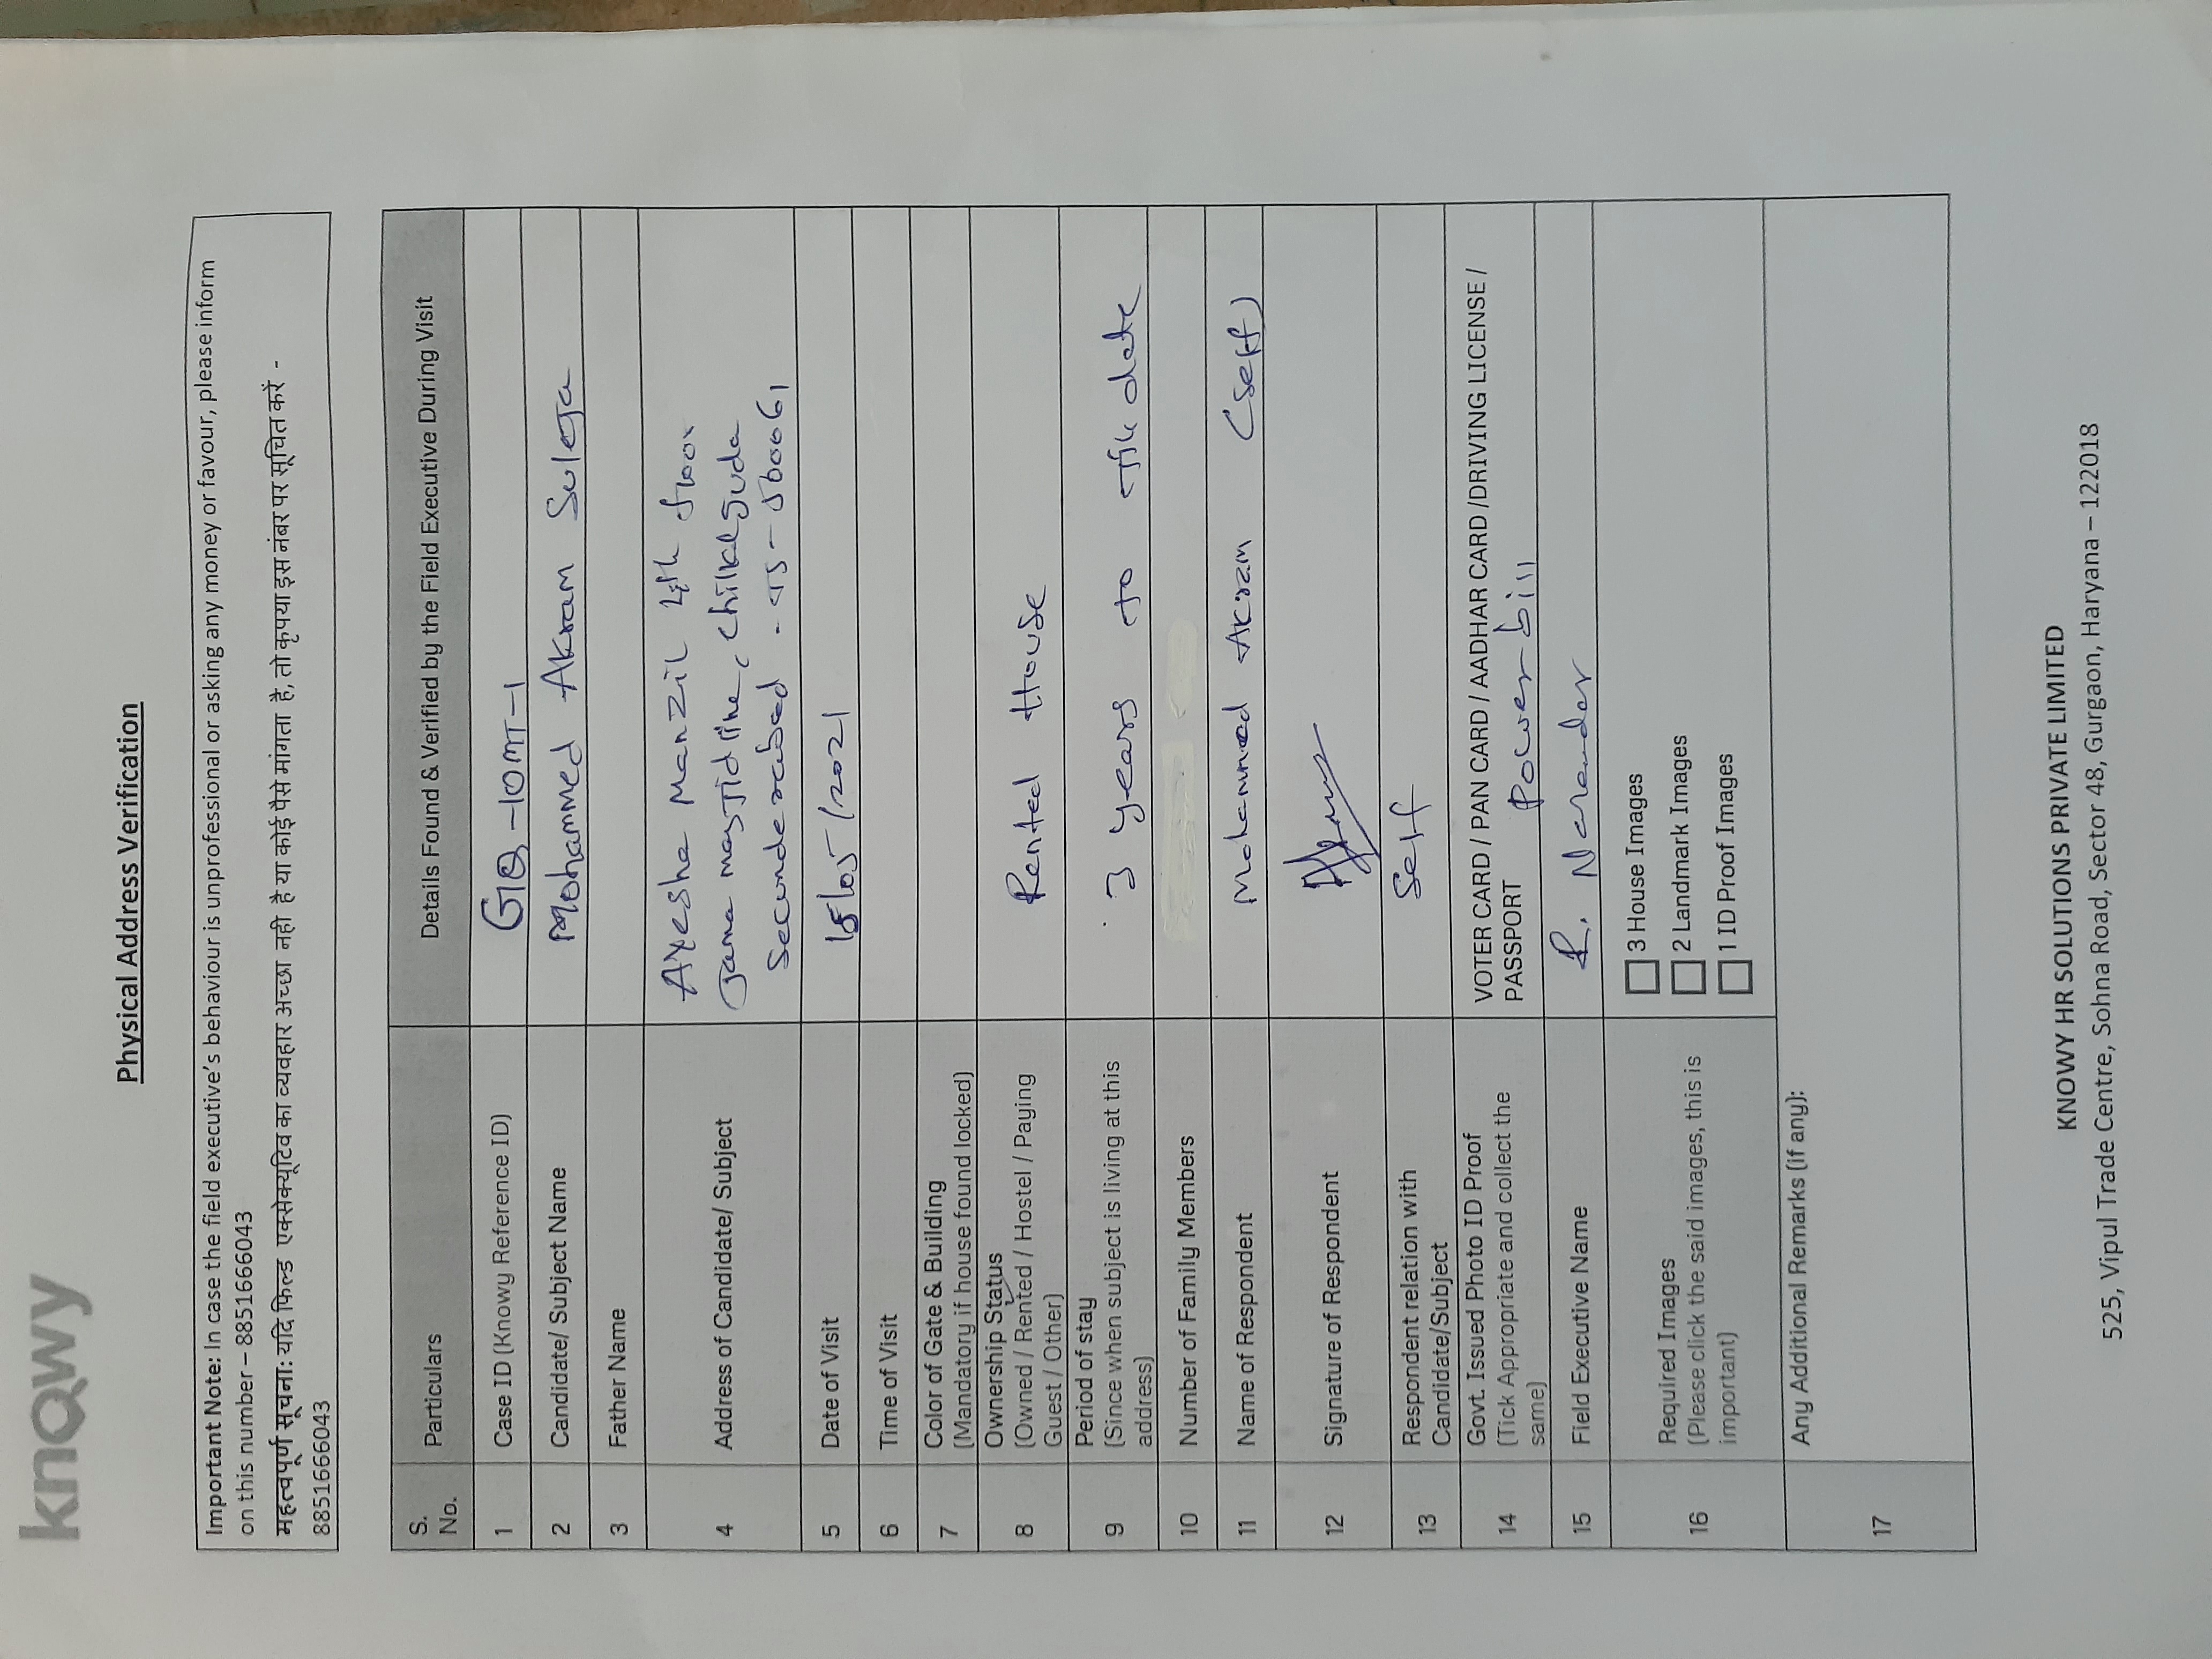 knowy
Physical Address Verification
Important Note: In case the field executive's behaviour is unprofessional or asking any money or favour, please inform
on this number – 8851666043
महत्वपूर्ण सूचना: यदि फिल्ड एक्सेक्यूटिव का व्यवहार अच्छा नही है या कोई पैसे मांगता है, तो कृपया इस नंबर पर सूचित करें -
8851666043
S. No. Particulars Details Found & Verified by the Field Executive During Visit
1 Case ID (Knowy Reference ID) GQ-10MT-1
2 Candidate/ Subject Name Mohammed Akram Suleja
3 Father Name
4 Address of Candidate/ Subject
Ayesha Manzil 4th floor
Jama masjid line, Chilkalguda
Secunderabad - TS - 500061
5 Date of Visit 18/05/2021
6 Time of Visit
7 Color of Gate & Building
(Mandatory if house found locked)
8 Ownership Status
(Owned / Rented / Hostel / Paying
Guest / Other)
Rented House
9 Period of stay
(Since when subject is living at this
address)
3 years to till date
10 Number of Family Members
11 Name of Respondent Mohammed Akram (self)
12 Signature of Respondent
13 Respondent relation with
Candidate/Subject
Self
14 Govt. Issued Photo ID Proof
(Tick Appropriate and collect the
same)
VOTER CARD / PAN CARD / AADHAR CARD /DRIVING LICENSE /
PASSPORT Power bill
15 Field Executive Name R. Narender
16 Required Images
(Please click the said images, this is
important)
3 House Images
2 Landmark Images
1 ID Proof Images
17 Any Additional Remarks (if any):
KNOWY HR SOLUTIONS PRIVATE LIMITED
525, Vipul Trade Centre, Sohna Road, Sector 48, Gurgaon, Haryana – 122018